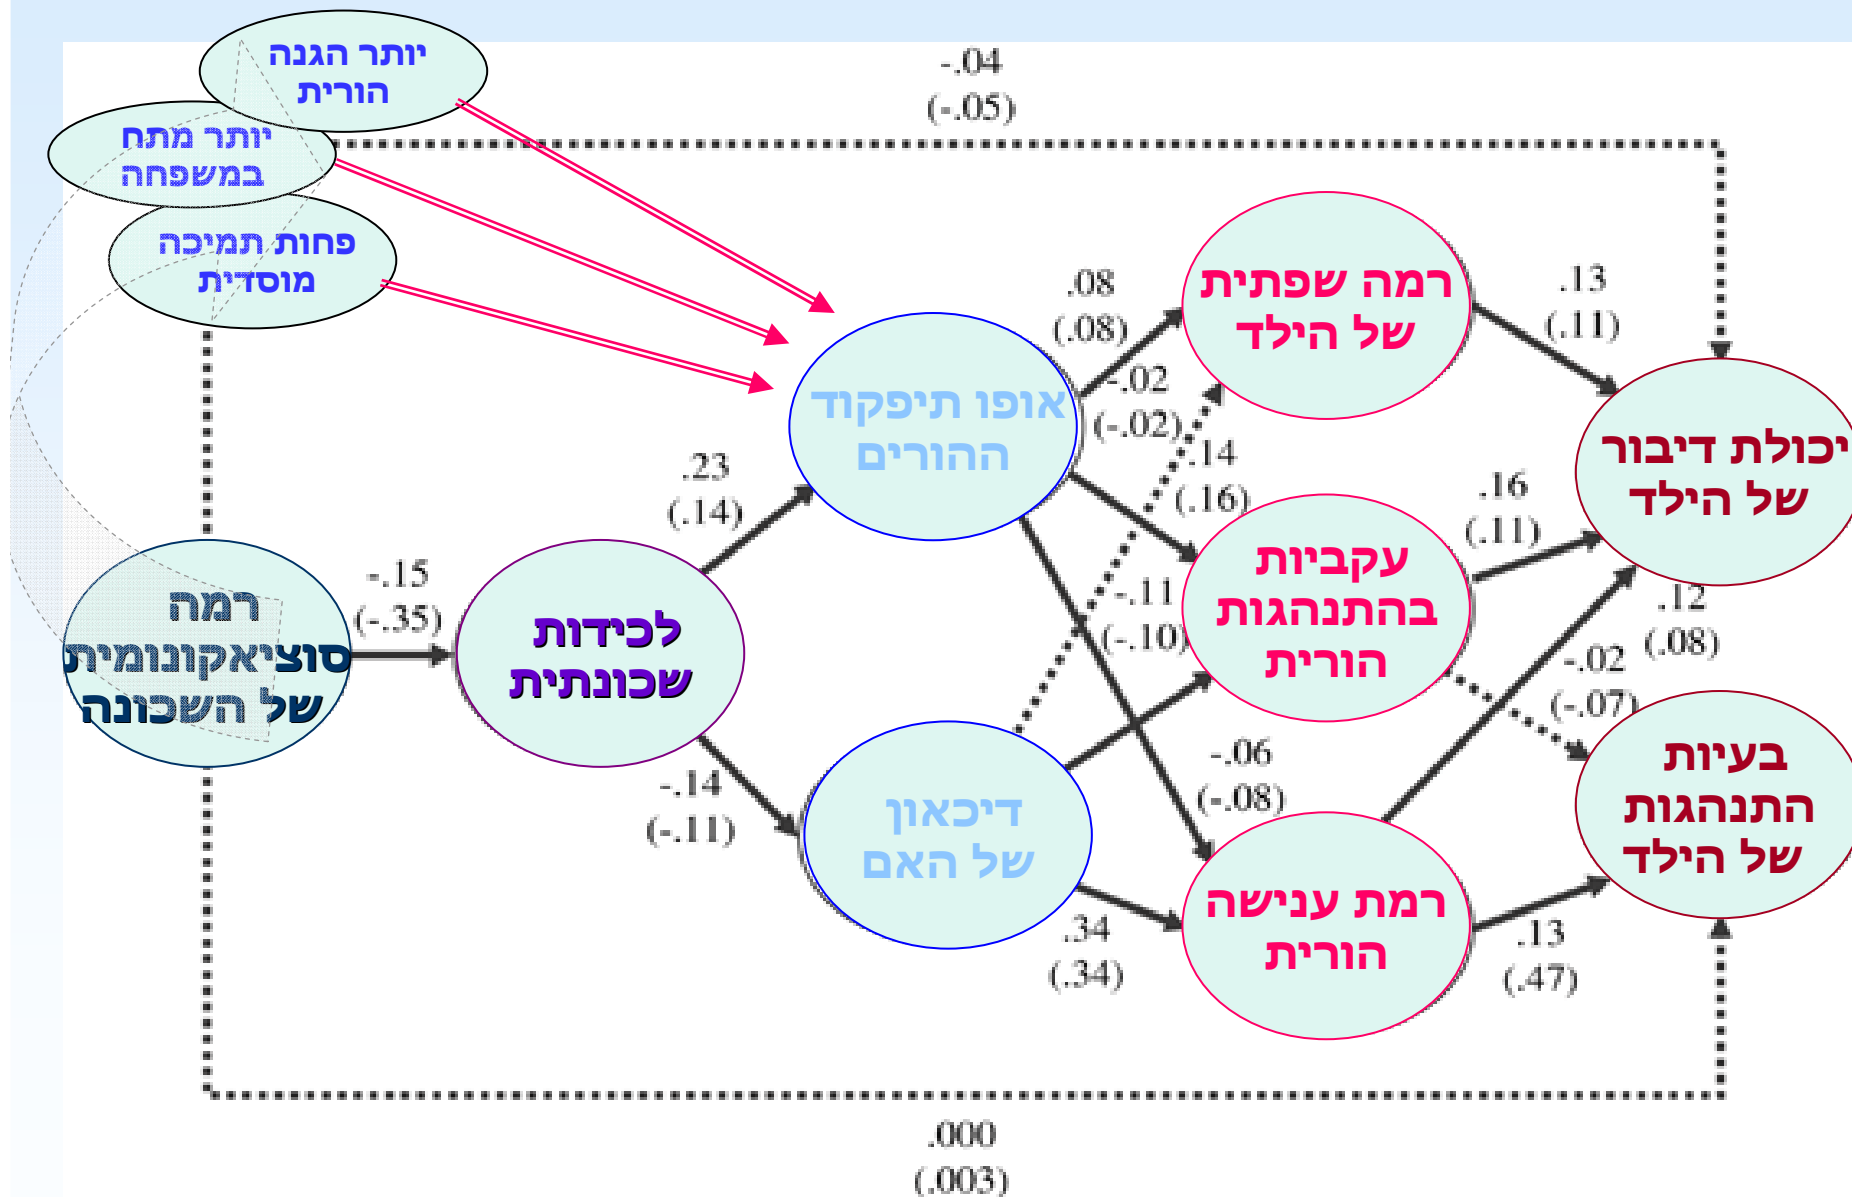 יותר הגנה
הורית
יותר מתח
במשפחה
פחות תמיכה
מוסדית
-.04
(-.05)
רמה
סוציאקונומית
של השכונה
-.15
(-.35)
לכידות
שכונתית
.23
(.14)
-.14
(-.11)
אופו תיפקוד
ההורים
דיכאון
של האם
.08
(.08)
-.02
(-.02)
.14
(.16)
-.11
(-.10)
-.06
(-.08)
.34
(.34)
רמה שפתית
של הילד
עקביות
בהתנהגות
הורית
רמת ענישה
הורית
.13
(.11)
.16
(.11)
.12
(.08)
-.02
(-.07)
.13
(.47)
יכולת דיבור
של הילד
בעיות
התנהגות
של הילד
.000
(.003)